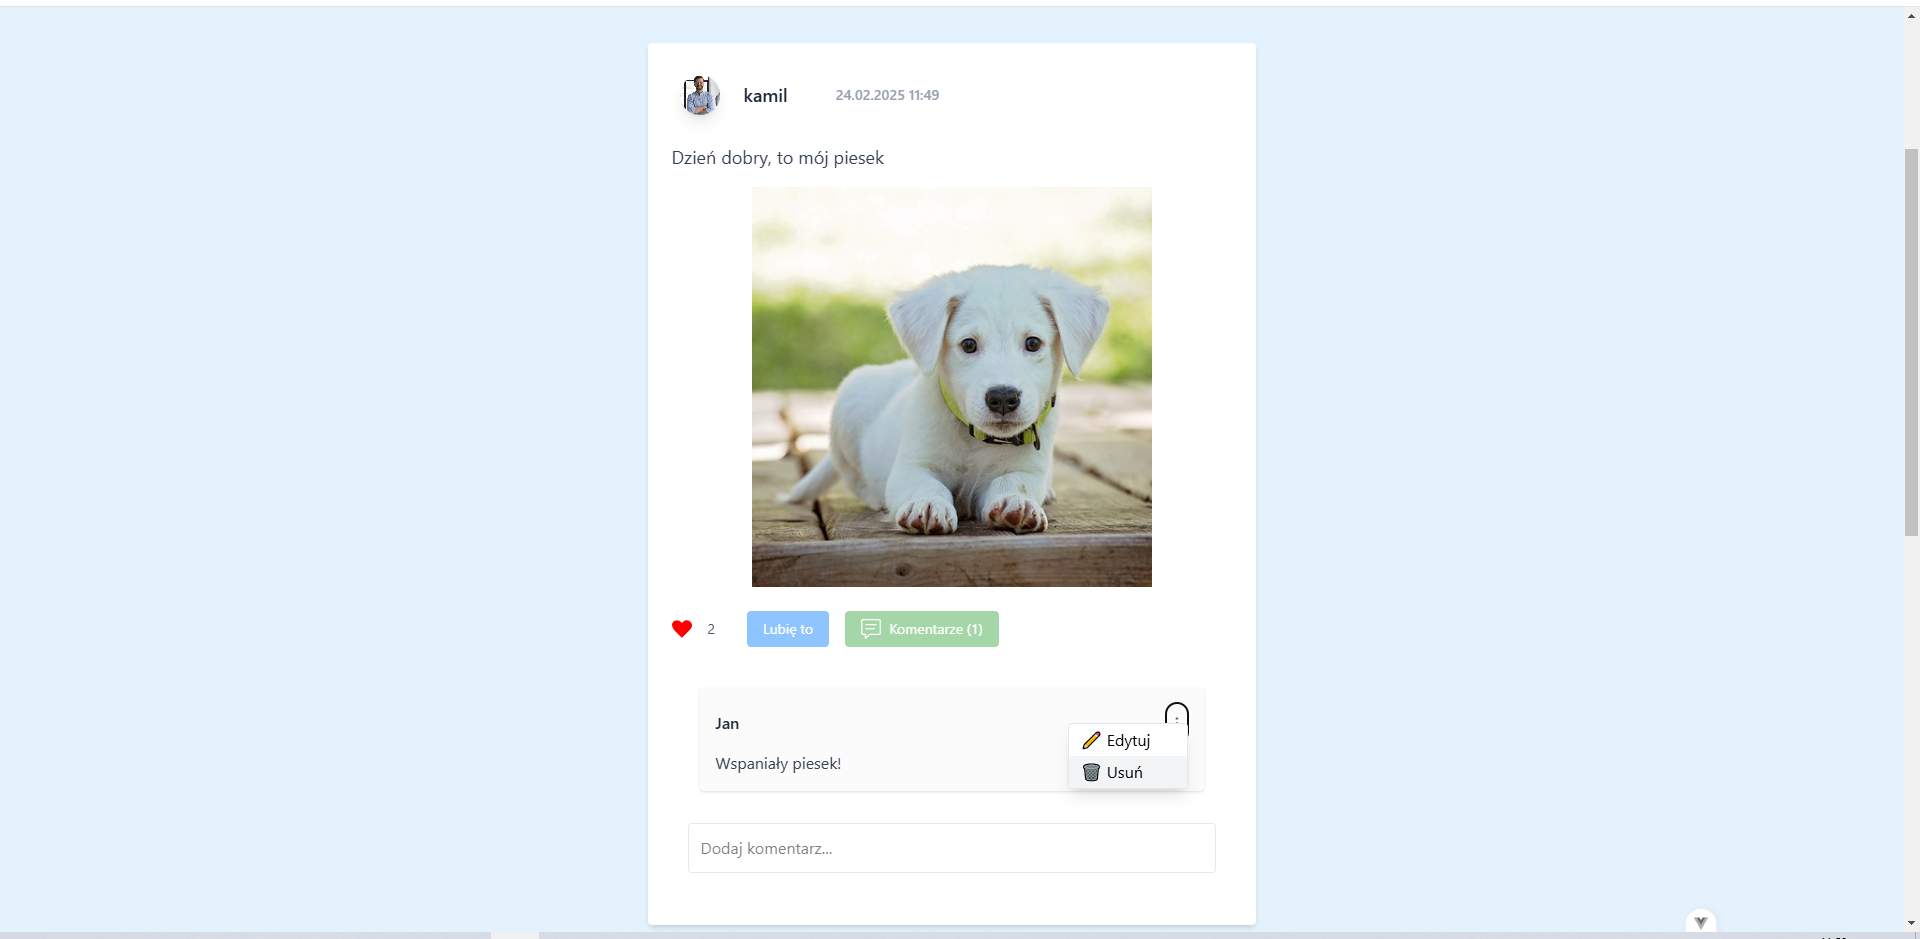 kamil 24.02.2025 11:49
Dzień dobry, to mój piesek
2 Lubię to Komentarze (1)
Jan
Edytuj
Wspaniały piesek!
Usuń
Dodaj komentarz...